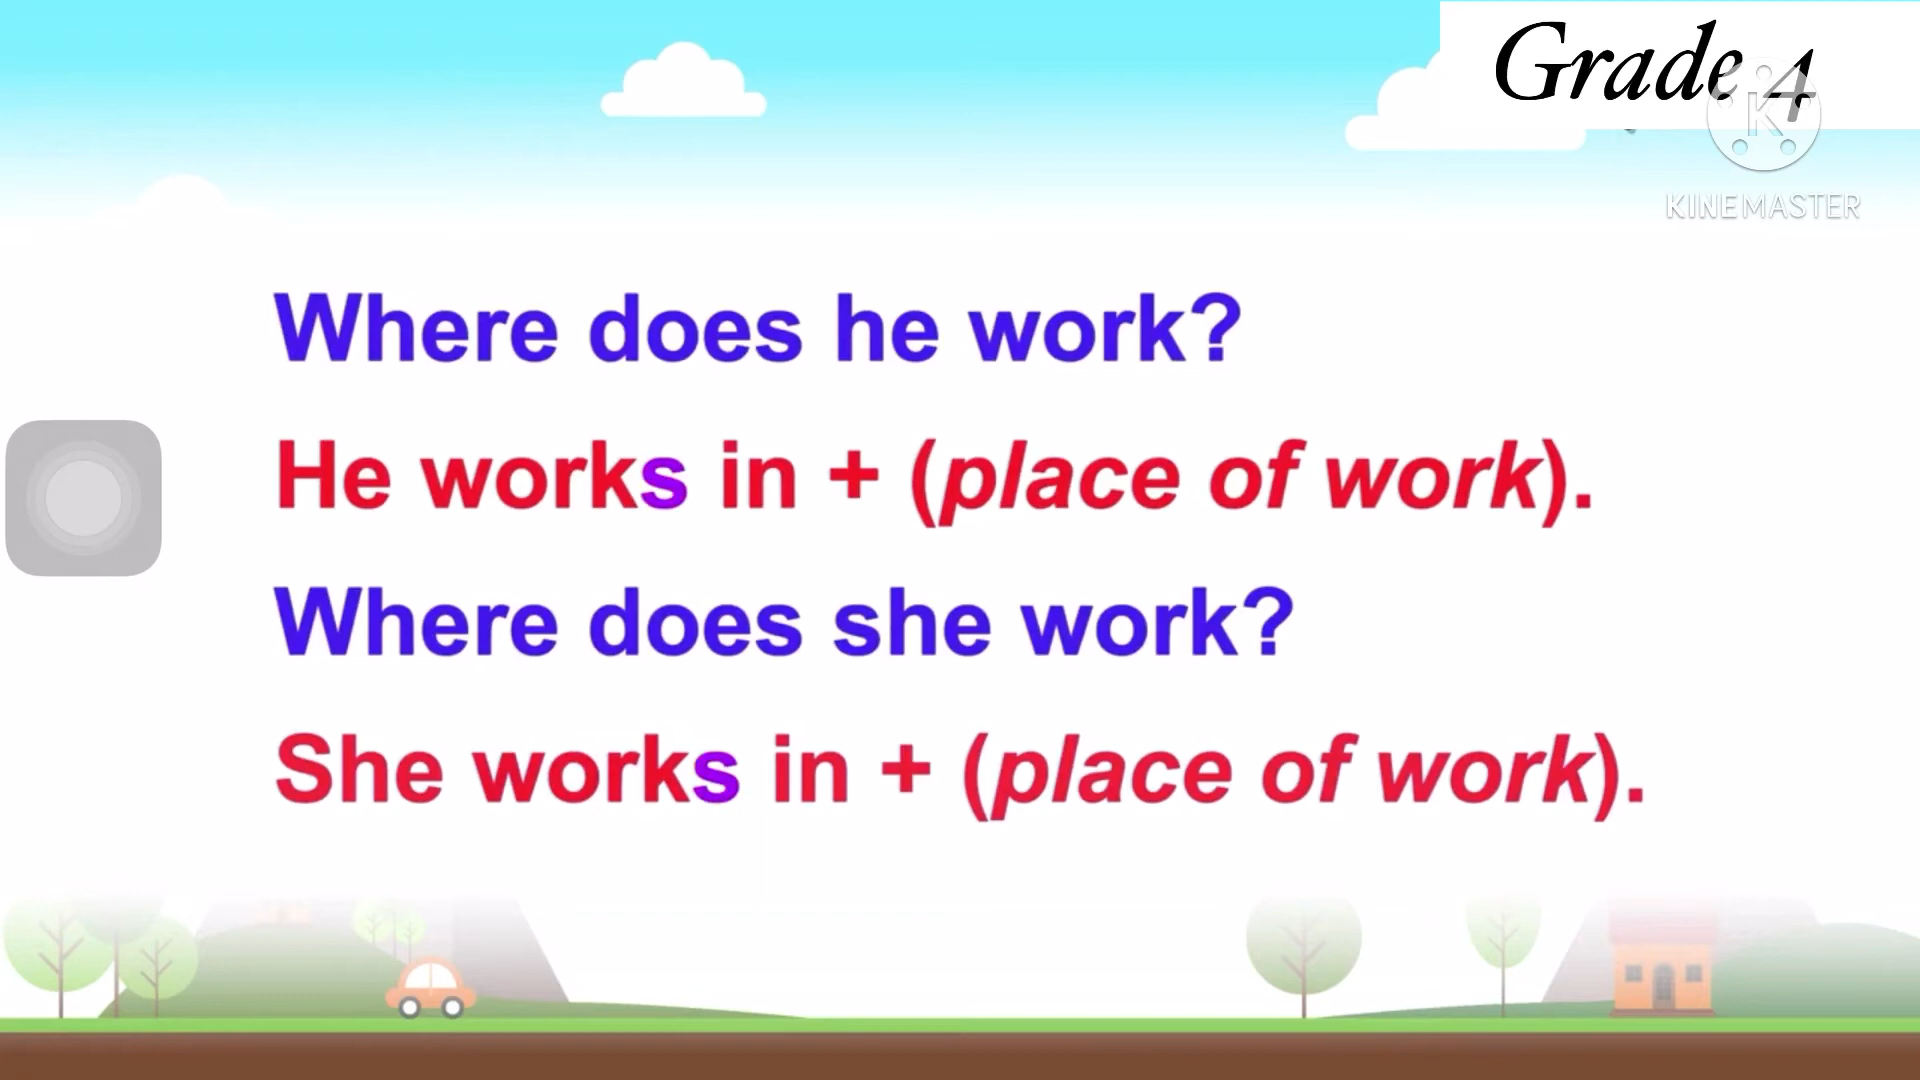 Grade 4
KINEMASTER
Where does he work?
He works in + (place of work).
Where does she work?
She works in + (place of work).